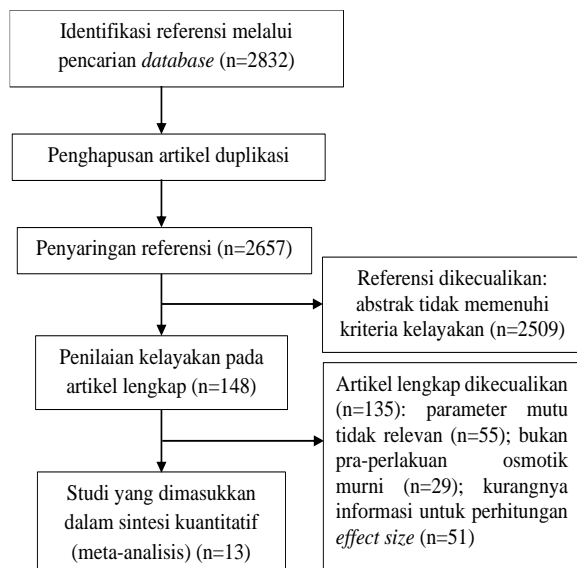 Identifikasi referensi melalui
pencarian database (n=2832)
Penghapusan artikel duplikasi
Penyaringan referensi (n=2657)
Referensi dikecualikan:
abstrak tidak memenuhi
kriteria kelayakan (n=2509)
Penilaian kelayakan pada
artikel lengkap (n=148)
Artikel lengkap dikecualikan
(n=135): parameter mutu
tidak relevan (n=55); bukan
pra-perlakuan osmotik
murni (n=29); kurangnya
informasi untuk perhitungan
effect size (n=51)
Studi yang dimasukkan
dalam sintesi kuantitatif
(meta-analisis) (n=13)